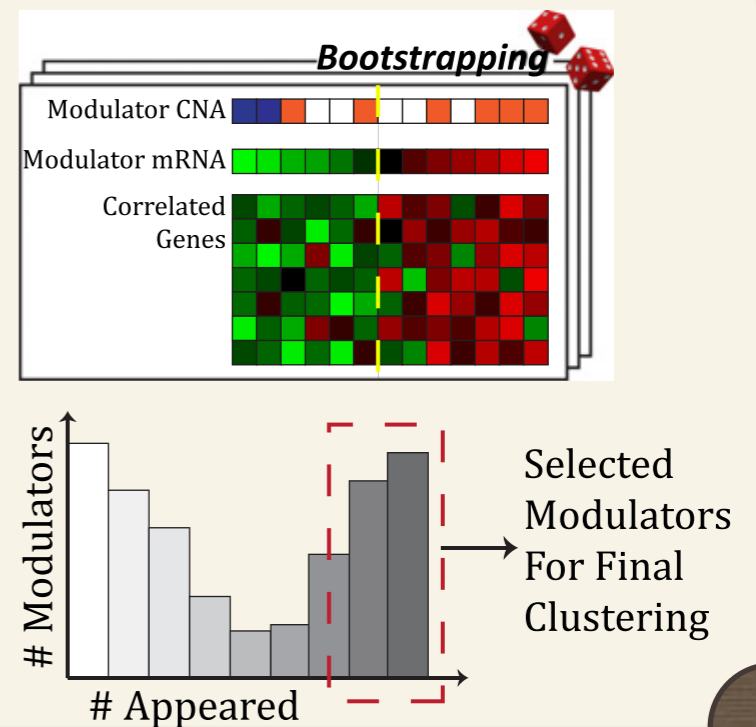 Bootstrapping
Modulator CNA
Modulator mRNA
Correlated
Genes
# Modulators
# Appeared
Selected
Modulators
For Final
Clustering